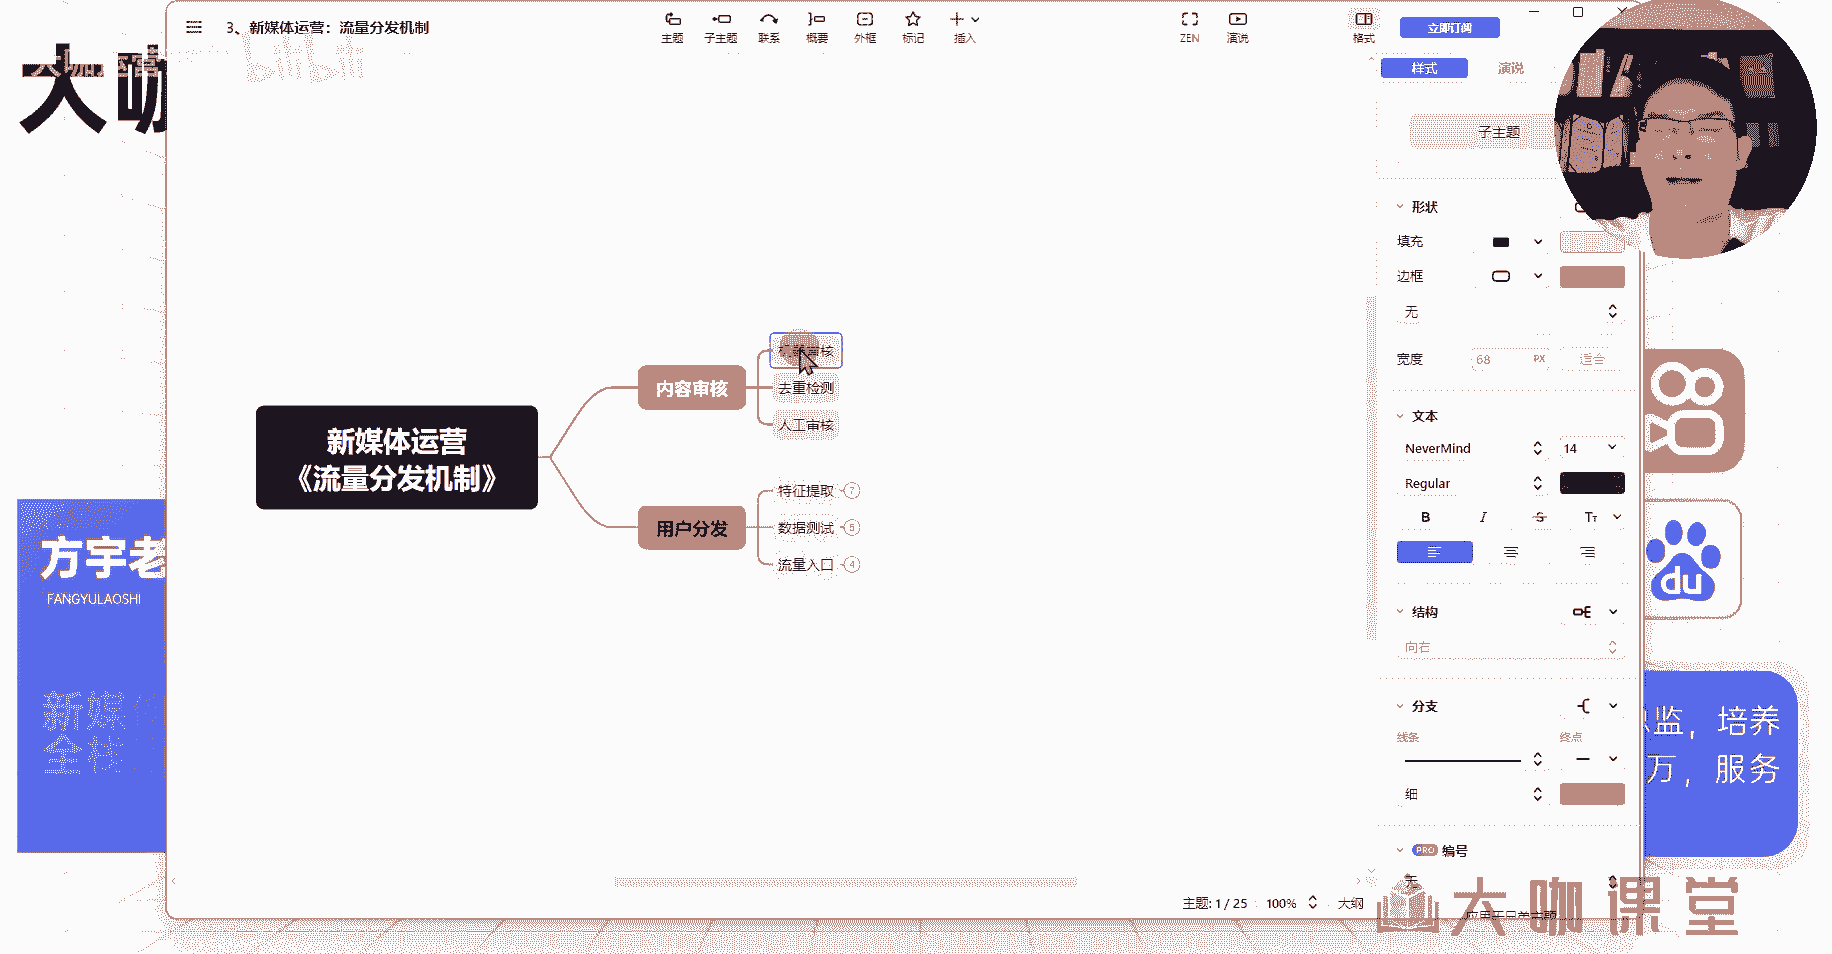 3、新媒体运营：流量分发机制
主题
子主题
联系
概要
外框
标记
插入
ZEN
演说
格式
立即订阅
大咖
bilibili
样式
演说
子主题
形状
填充
边框
无
宽度
68
PX
适合
文本
NeverMind
14
Regular
B
I
S
TT
结构
向右
分支
线条
终点
细
PRO
编号
无
新媒体运营
《流量分发机制》
内容审核
机器审核
去重检测
人工审核
用户分发
特征提取
7
数据测试
5
流量入口
4
方宇老
FANGYULAOSHI
新媒体
全栈
du
总监，培养
万，服务
主题: 1 / 25
100%
大纲
大咖课堂